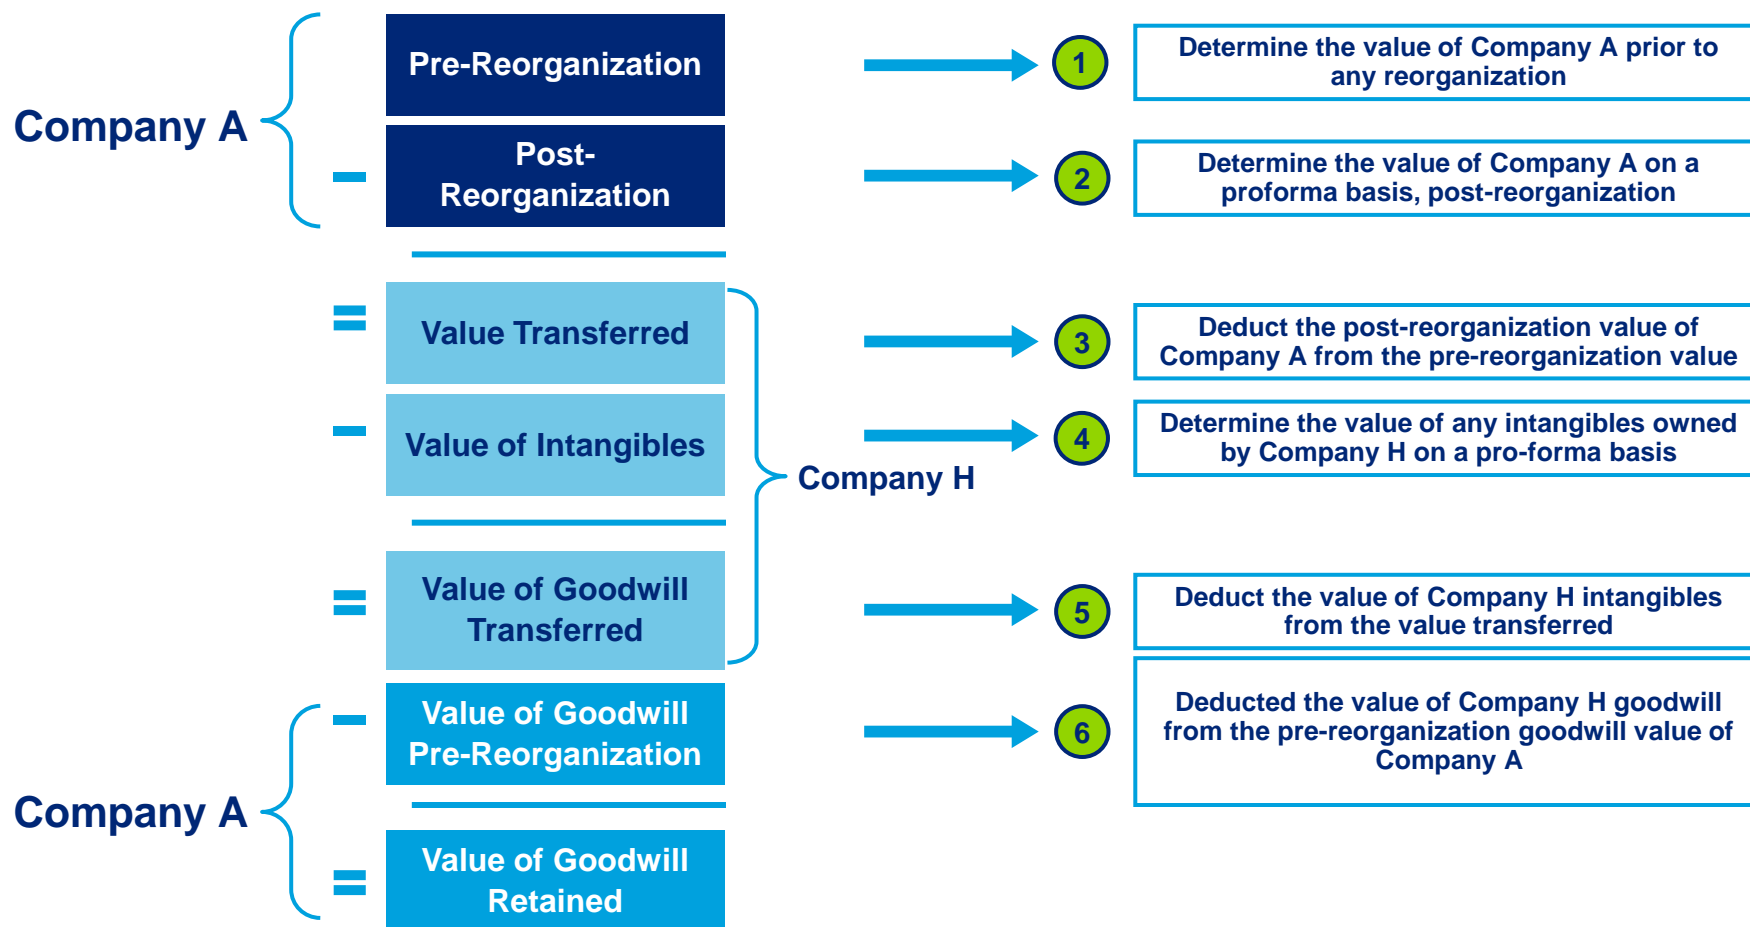 Company A
Pre-Reorganization
1
Determine the value of Company A prior to
any reorganization
Post-
Reorganization
2
Determine the value of Company A on a
proforma basis, post-reorganization
Value Transferred
3
Deduct the post-reorganization value of
Company A from the pre-reorganization value
Value of Intangibles
4
Determine the value of any intangibles owned
by Company H on a pro-forma basis
Company H
Value of Goodwill
Transferred
5
Deduct the value of Company H intangibles
from the value transferred
Company A
Value of Goodwill
Pre-Reorganization
6
Deducted the value of Company H goodwill
from the pre-reorganization goodwill value of
Company A
Value of Goodwill
Retained